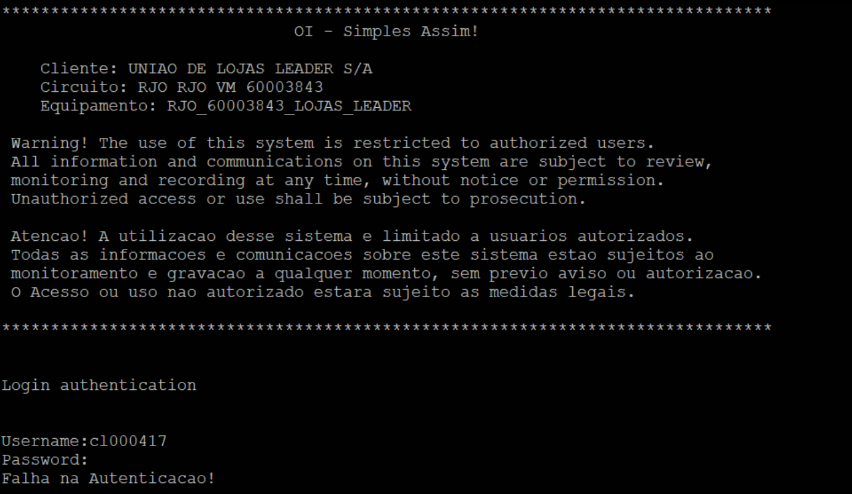 *******************************************************************************
OI - Simples Assim!
Cliente: UNIAO DE LOJAS LEADER S/A
Circuito: RJO RJO VM 60003843
Equipamento: RJO_60003843_LOJAS_LEADER
Warning! The use of this system is restricted to authorized users.
All information and communications on this system are subject to review,
monitoring and recording at any time, without notice or permission.
Unauthorized access or use shall be subject to prosecution.
Atencao! A utilizacao desse sistema e limitado a usuarios autorizados.
Todas as informacoes e comunicacoes sobre este sistema estao sujeitos ao
monitoramento e gravacao a qualquer momento, sem previo aviso ou autorizacao.
O Acesso ou uso nao autorizado estara sujeito as medidas legais.
*******************************************************************************
Login authentication
Username:cl000417
Password:
Falha na Autenticacao!